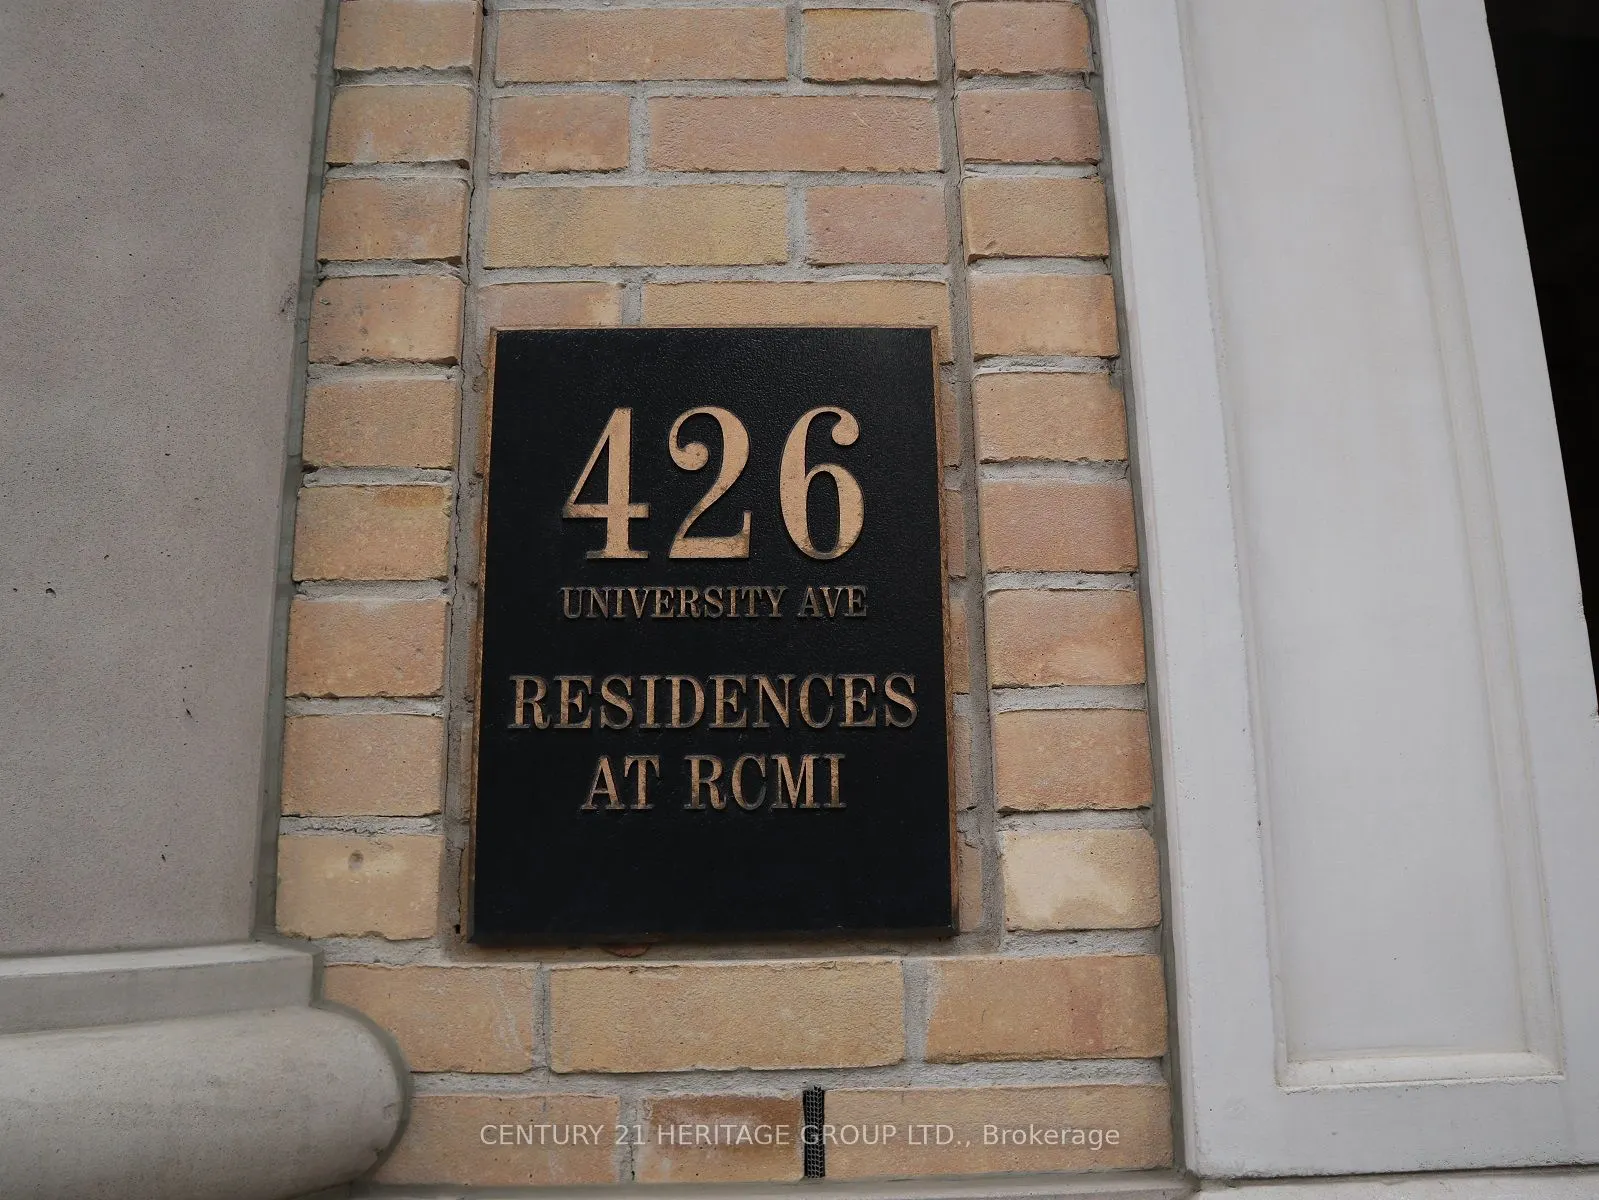 426
UNIVERSITY AVE
RESIDENCES
AT RCMI
CENTURY 21 HERITAGE GROUP LTD., Brokerage